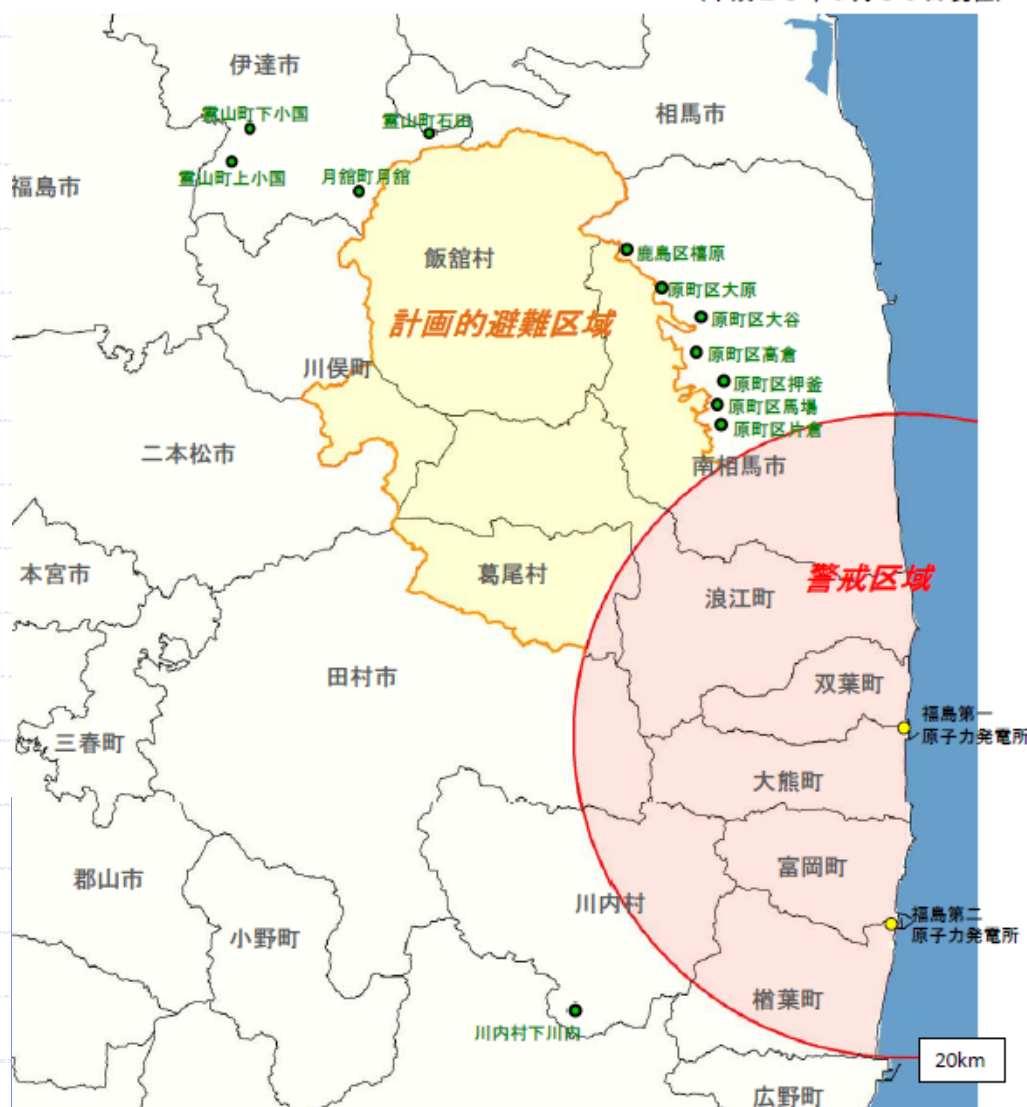 伊達市
相馬市
霊山町下小国
霊山町石田
霊山町上小国
月舘町月舘
福島市
飯舘村
鹿島区橲原
計画的避難区域
原町区大原
原町区大谷
原町区高倉
川俣町
原町区押釜
原町区馬場
原町区片倉
二本松市
南相馬市
本宮市
葛尾村
警戒区域
浪江町
田村市
双葉町
福島第一
原子力発電所
三春町
大熊町
郡山市
富岡町
川内村
福島第二
原子力発電所
小野町
楢葉町
川内村下川内
20km
広野町